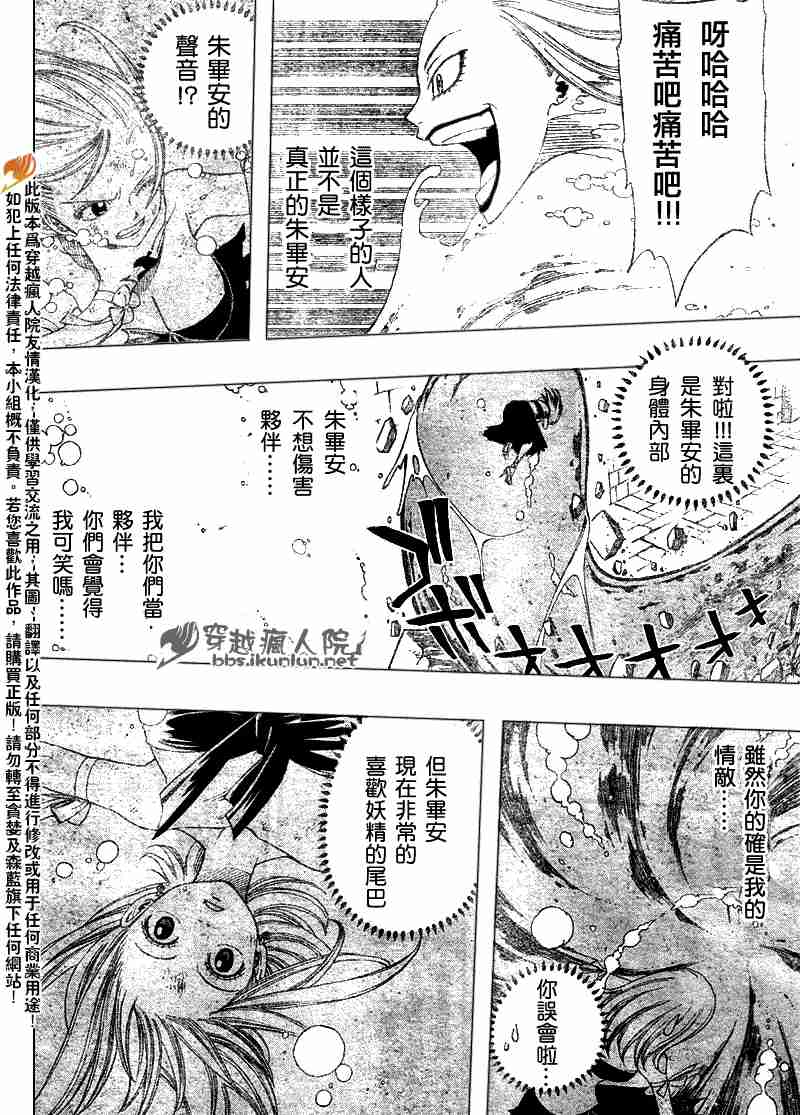 呀哈哈哈
痛苦吧痛苦吧!!!
這個樣子的人
並不是
真正的朱畢安
朱畢安的
聲音!?
對啦!!!這裏
是朱畢安的
身體內部
朱畢安
不想傷害
夥伴……
我把你們當
夥伴…
你們會覺得
我可笑嗎……
穿越瘋人院
bbs.ikunlun.net
雖然你的確是我的
情敵……
你誤會啦…
但朱畢安
現在非常的
喜歡妖精的尾巴
此版本爲穿越瘋人院友情漢化，僅供學習交流之用，其圖、翻譯以及任何部分不得進行修改或用于任何商業用途！
如犯上任何法律責任，本小組概不負責。若您喜歡此作品，請購買正版！請勿轉至貪婪及森藍旗下任何網站！